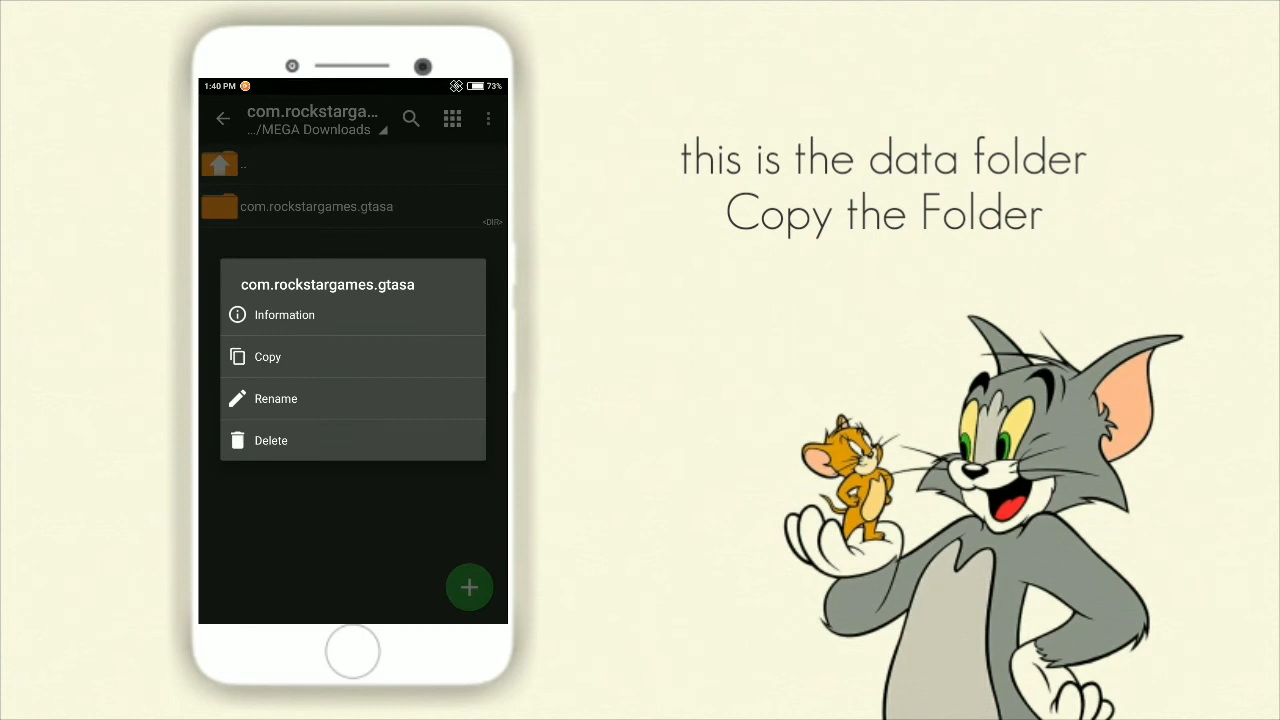 1:40 PM
73%
com.rockstarga...
.../MEGA Downloads
..
com.rockstargames.gtasa
<DIR>
com.rockstargames.gtasa
Information
Copy
Rename
Delete
this is the data folder
Copy the Folder